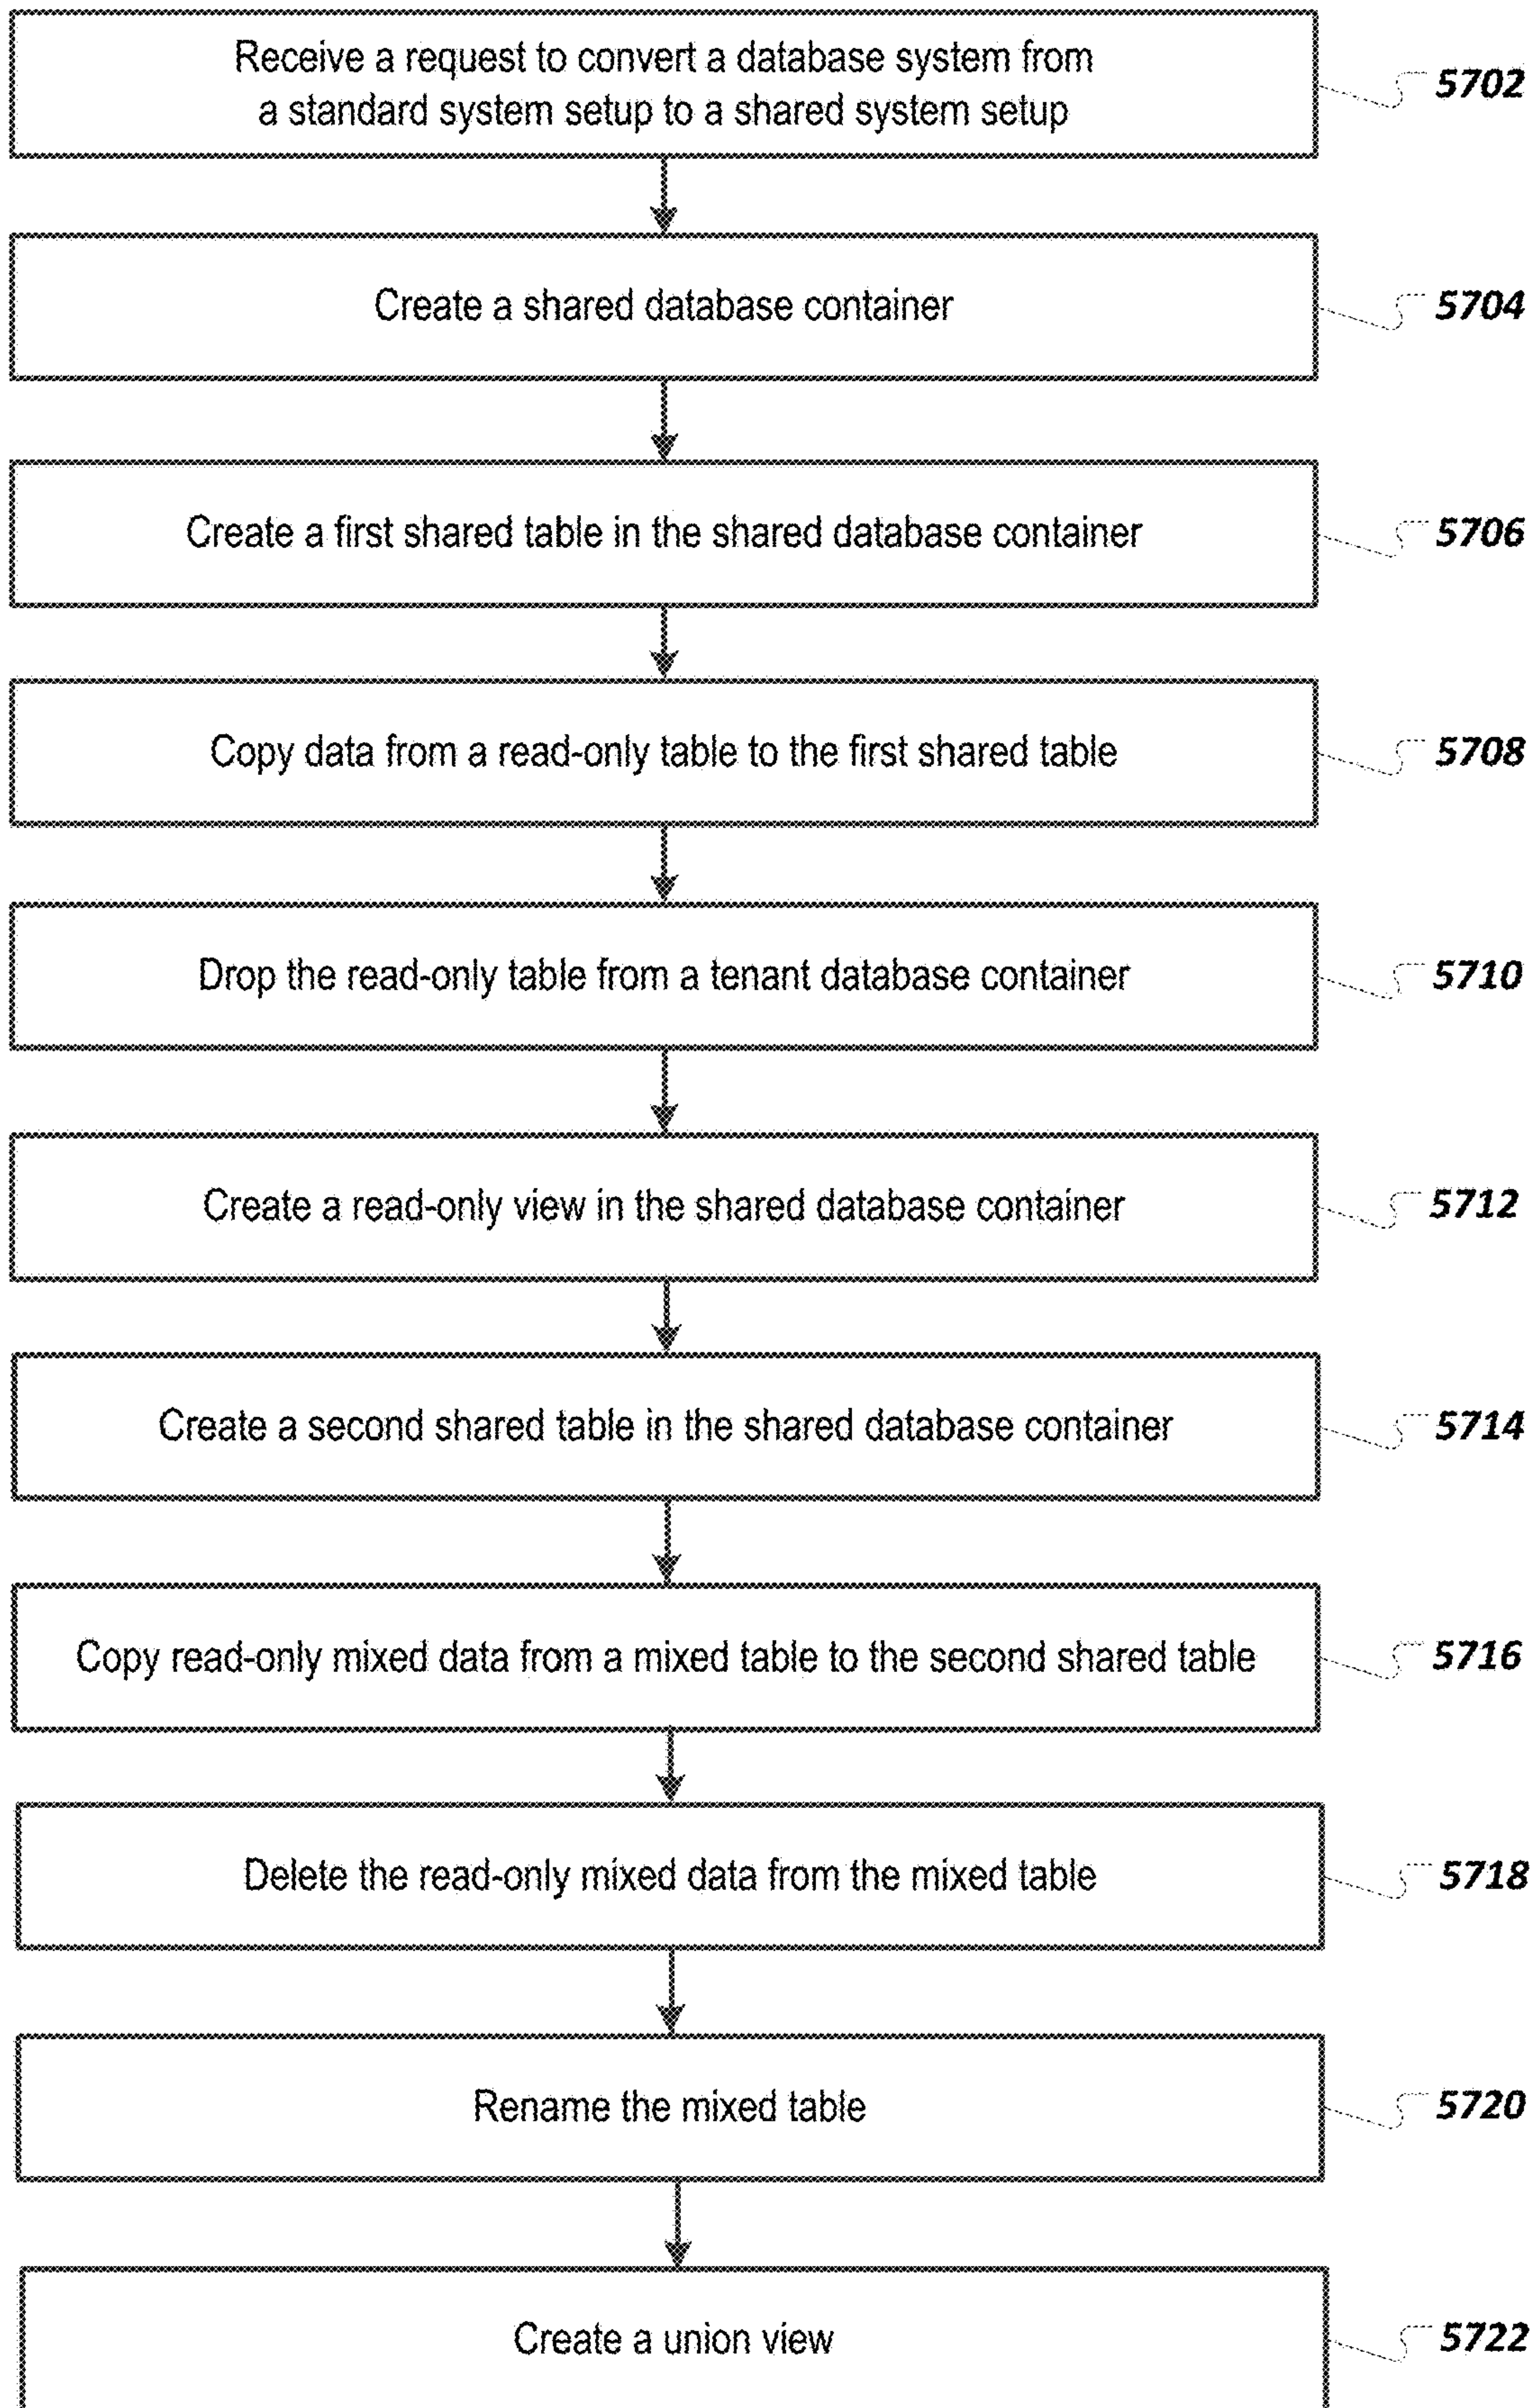 Receive a request to convert a database system from
a standard system setup to a shared system setup
5702
Create a shared database container
5704
Create a first shared table in the shared database container
5706
Copy data from a read-only table to the first shared table
5708
Drop the read-only table from a tenant database container
5710
Create a read-only view in the shared database container
5712
Create a second shared table in the shared database container
5714
Copy read-only mixed data from a mixed table to the second shared table
5716
Delete the read-only mixed data from the mixed table
5718
Rename the mixed table
5720
Create a union view
5722